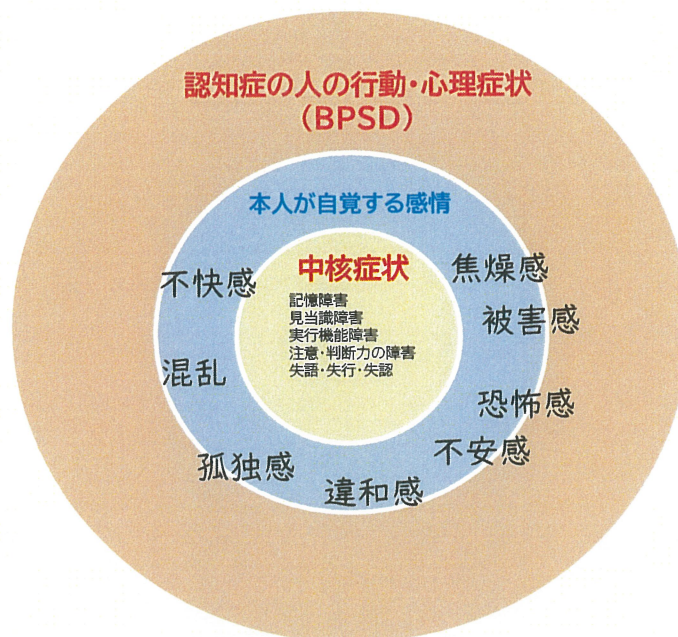 認知症の人の行動・心理症状
(BPSD)
本人が自覚する感情
中核症状
記憶障害
見当識障害
実行機能障害
注意・判断力の障害
失語・失行・失認
不快感
混乱
孤独感
違和感
不安感
恐怖感
被害感
焦燥感